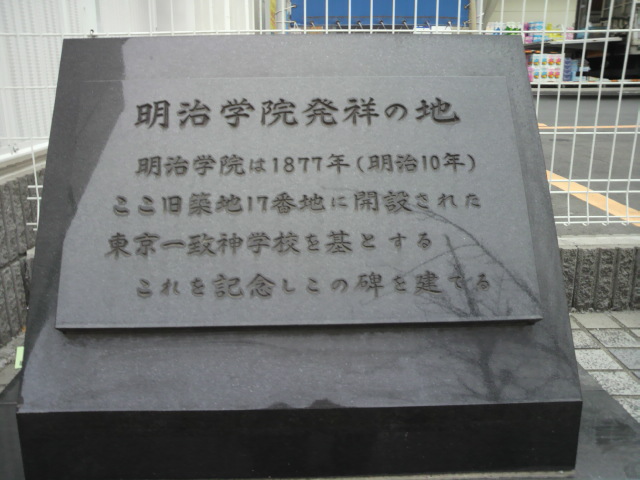 明治学院発祥の地
明治学院は1877年(明治10年)
ここ旧築地17番地に開設された
東京一致神学校を基とする
これを記念しこの碑を建てる